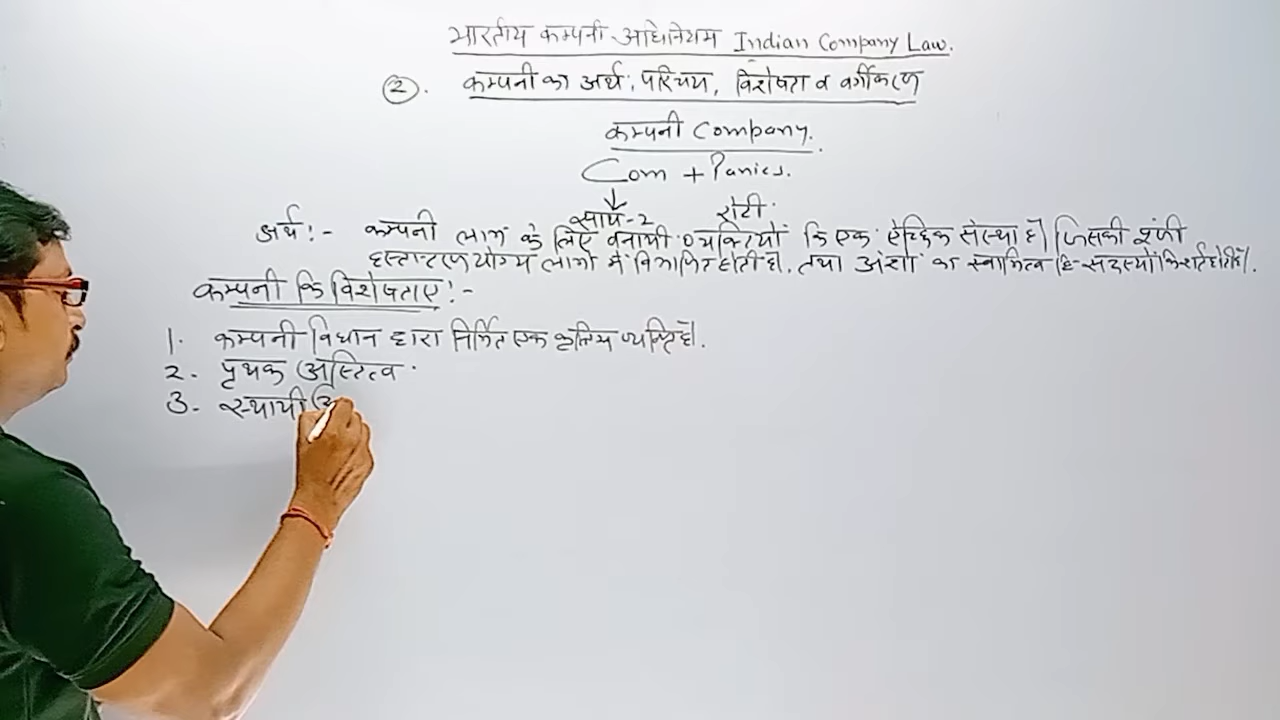 भारतीय कम्पनी अधिनियम Indian Company Law.
② . कम्पनी का अर्थ, परिचय, विशेषता व वर्गीकरण
कम्पनी Company.
Com + Panies.
साथ-2 रोटी.
अर्थ:- कम्पनी लाभ के लिए बनायी व्यक्तियों कि एक ऐच्छिक संस्था है। जिसकी पूंजी
हस्तान्तरण योग्य लाभो में विभाजित होती है. तथा अंशो का स्वामित्व हि सदस्यो कि शर्त होती है।.
कम्पनी कि विशेषताए:-
1. कम्पनी विधान द्वारा निर्मित एक कृत्रिम व्यक्ति है।.
2. पृथक अस्तित्व.
3. स्थायी